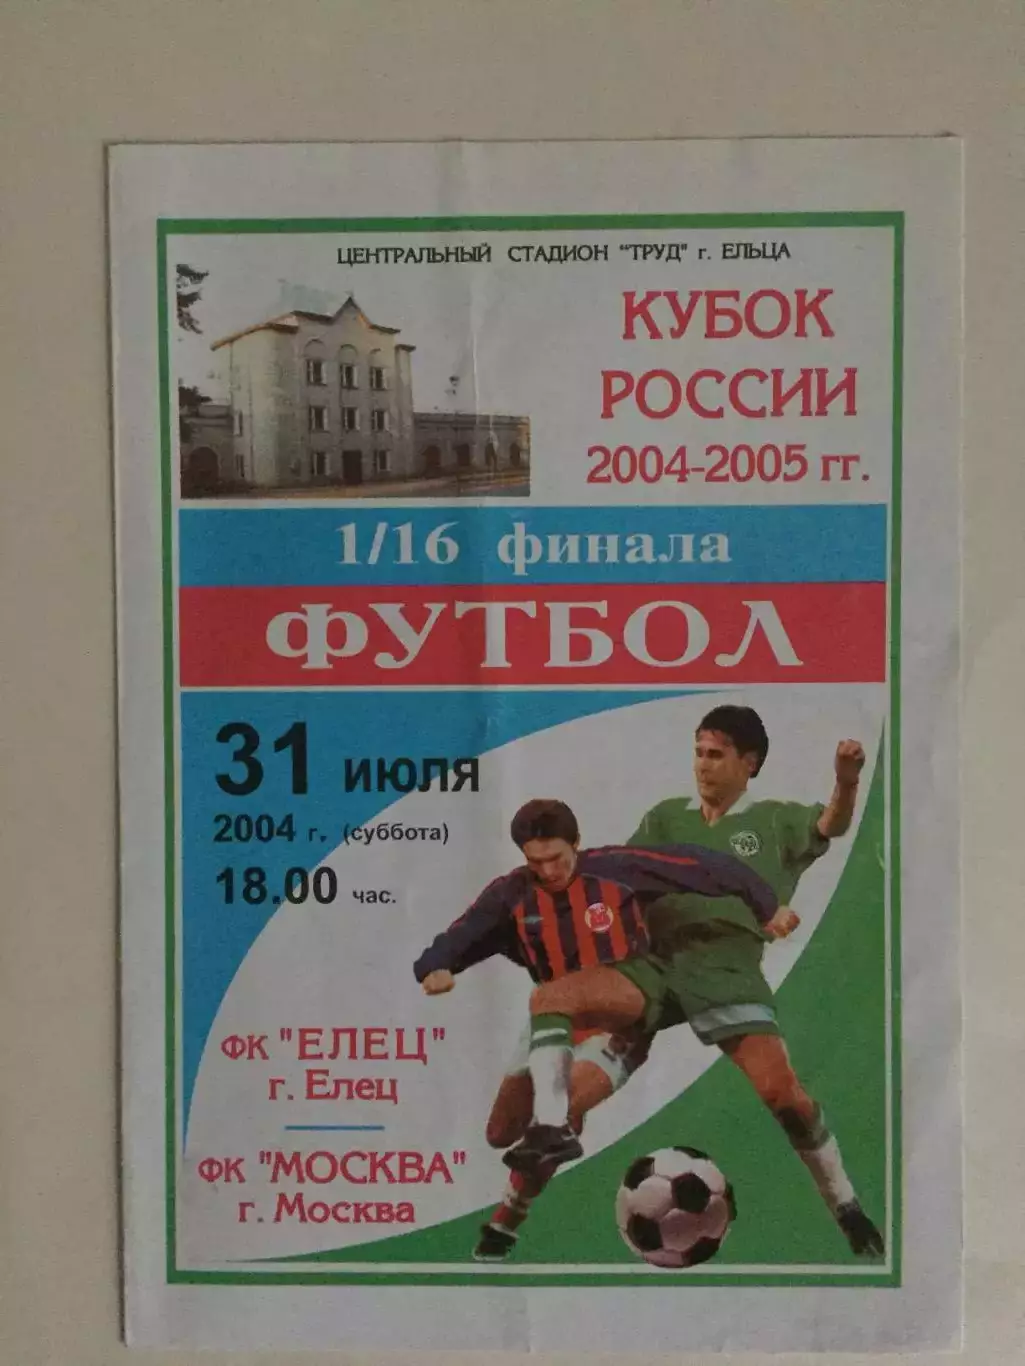 ЦЕНТРАЛЬНЫЙ СТАДИОН "ТРУД" г. ЕЛЬЦА
КУБОК
РОССИИ
2004-2005 гг.
1/16 финала
ФУТБОЛ
31 ИЮЛЯ
2004 г. (суббота)
18.00 час.
ФК "ЕЛЕЦ"
г. Елец
ФК "МОСКВА"
г. Москва